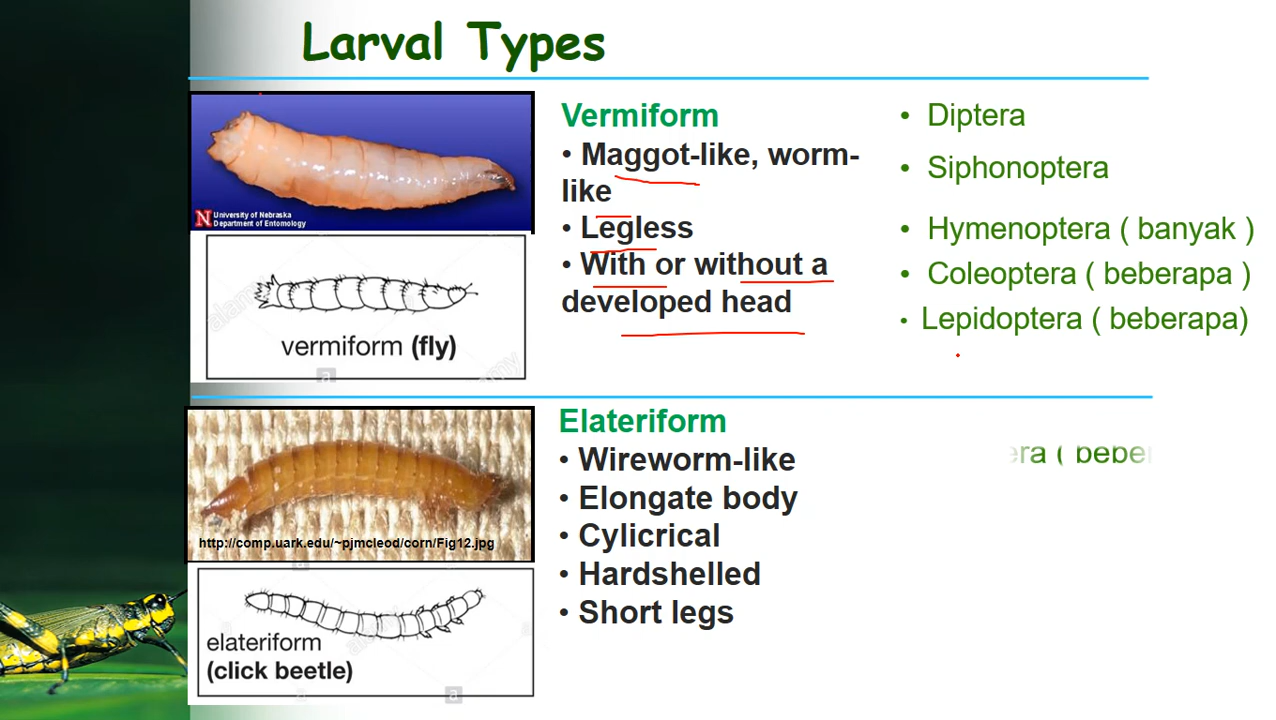 Larval Types
N University of Nebraska
Department of Entomology
vermiform (fly)
Vermiform
• Maggot-like, worm-
like
• Legless
• With or without a
developed head
• Diptera
• Siphonoptera
• Hymenoptera ( banyak )
• Coleoptera ( beberapa )
• Lepidoptera ( beberapa)
http://comp.uark.edu/~pjmcleod/corn/Fig12.jpg
elateriform
(click beetle)
Elateriform
• Wireworm-like
• Elongate body
• Cylicrical
• Hardshelled
• Short legs